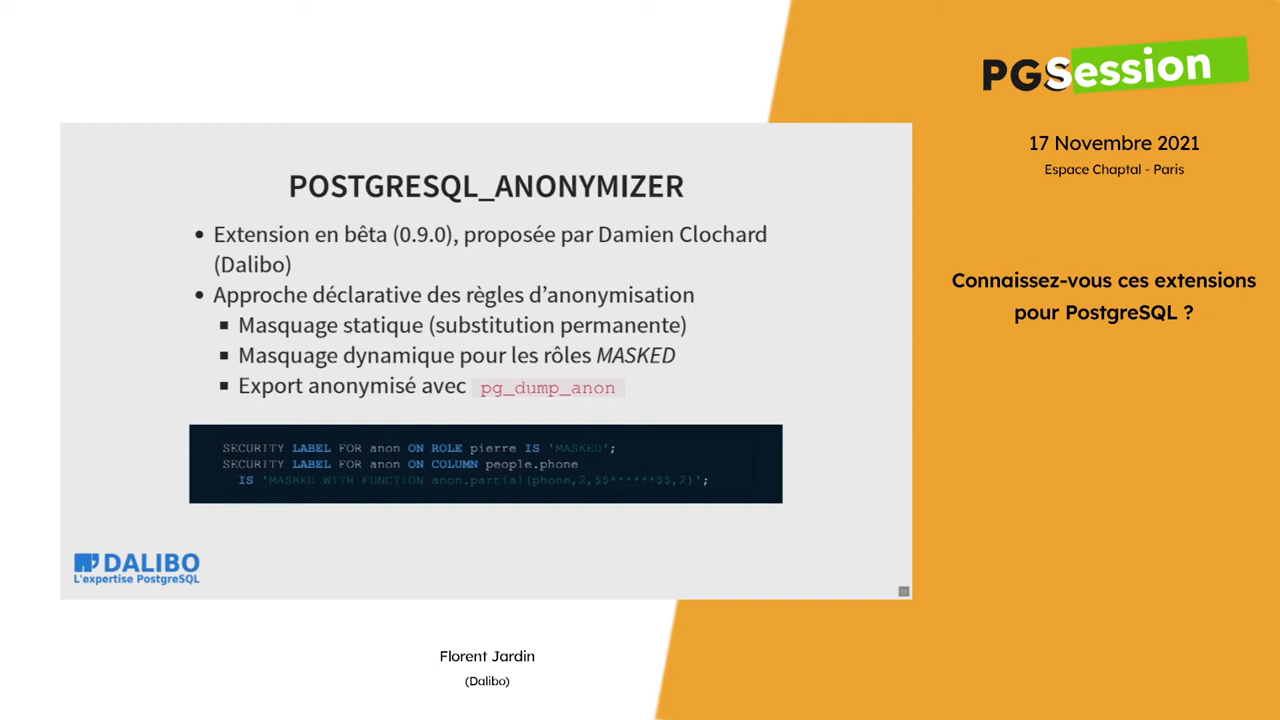 PGSession
17 Novembre 2021
Espace Chaptal - Paris
Connaissez-vous ces extensions
pour PostgreSQL ?
POSTGRESQL_ANONYMIZER
• Extension en bêta (0.9.0), proposée par Damien Clochard
(Dalibo)
• Approche déclarative des règles d'anonymisation
▪ Masquage statique (substitution permanente)
▪ Masquage dynamique pour les rôles MASKED
▪ Export anonymisé avec pg_dump_anon
SECURITY LABEL FOR anon ON ROLE pierre IS 'MASKED';
SECURITY LABEL FOR anon ON COLUMN people.phone
IS 'MASKED WITH FUNCTION anon.partial(phone,2,$$******$$,2)';
DALIBO
L'expertise PostgreSQL
Florent Jardin
(Dalibo)